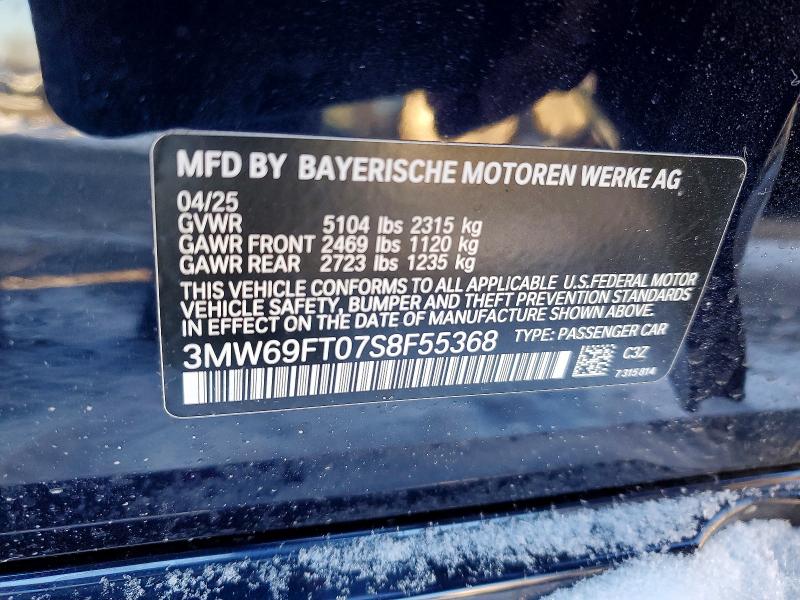 MFD BY BAYERISCHE MOTOREN WERKE AG
04/25
GVWR 5104 lbs 2315 kg
GAWR FRONT 2469 lbs 1120 kg
GAWR REAR 2723 lbs 1235 kg
THIS VEHICLE CONFORMS TO ALL APPLICABLE U.S.FEDERAL MOTOR
VEHICLE SAFETY, BUMPER AND THEFT PREVENTION STANDARDS
IN EFFECT ON THE DATE OF MANUFACTURE SHOWN ABOVE.
3MW69FT07S8F55368 TYPE: PASSENGER CAR
C3Z
7315814